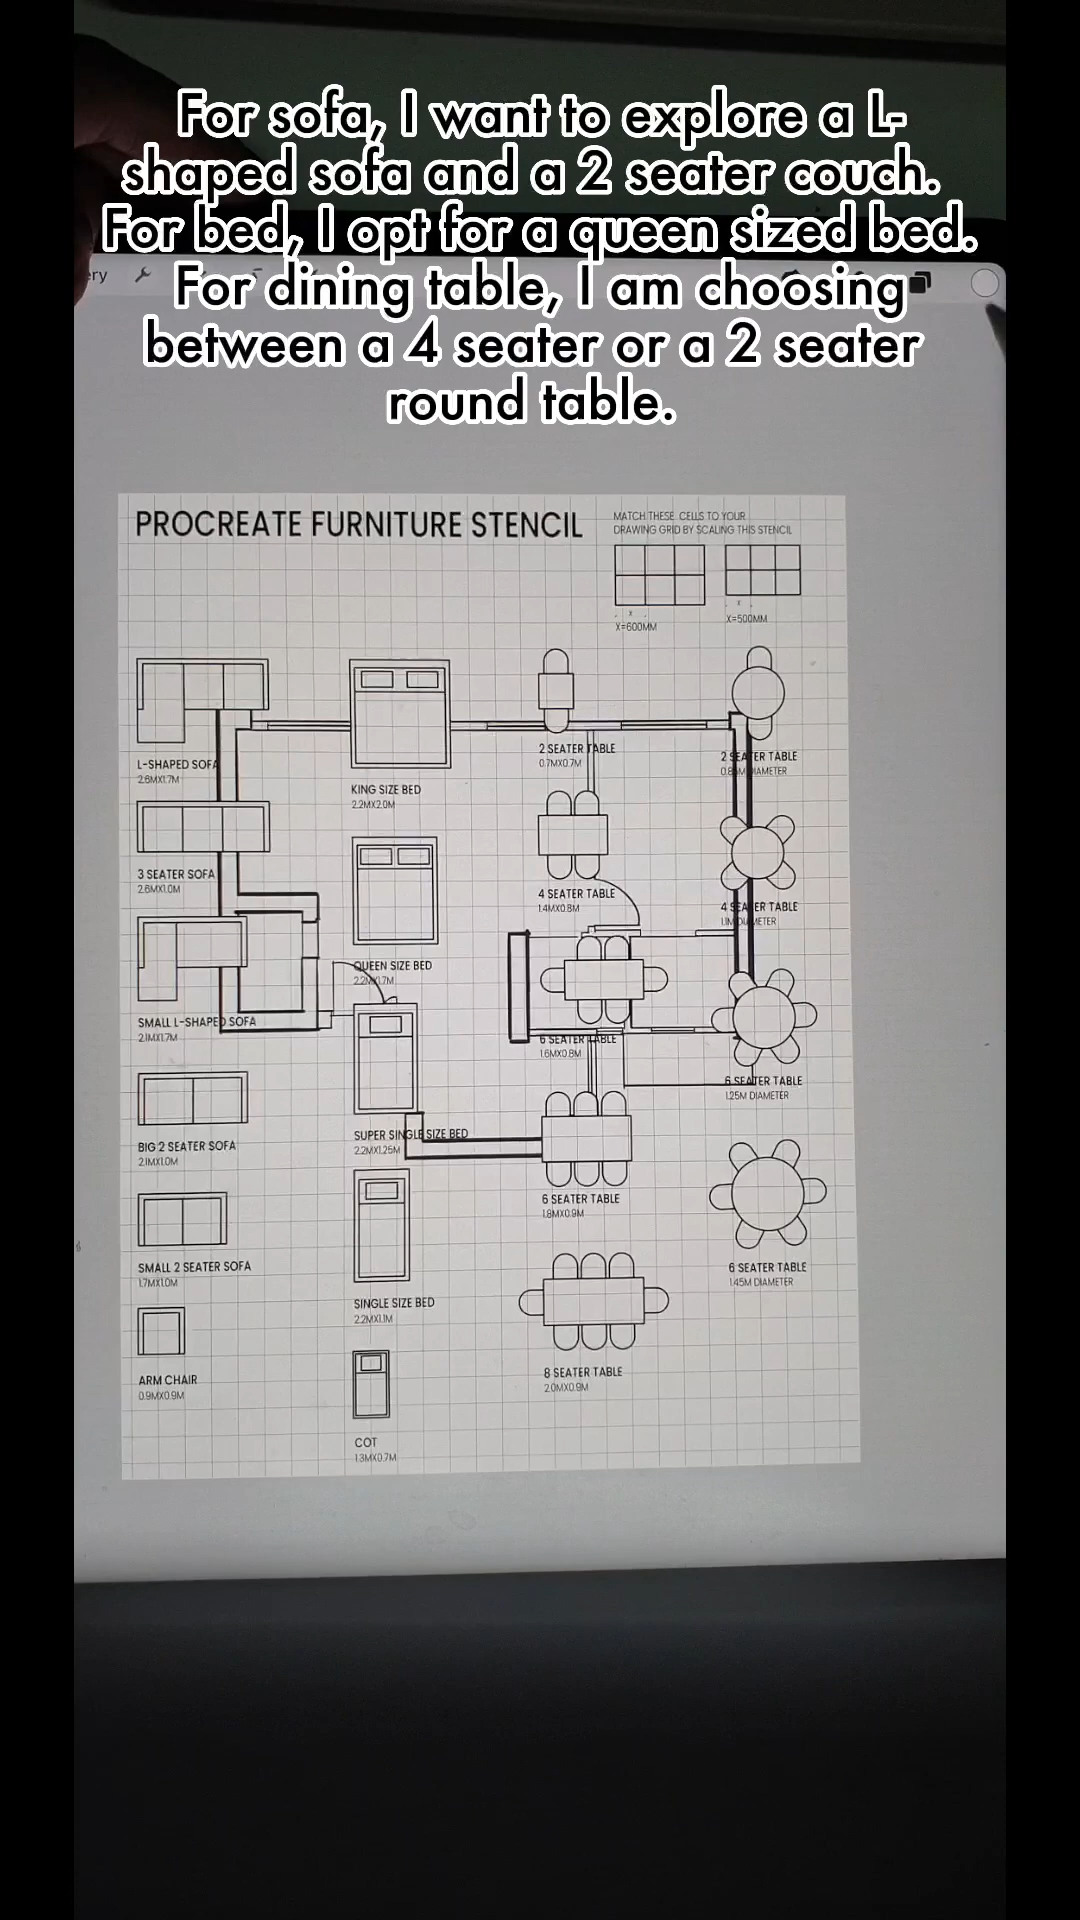 For sofa, I want to explore a L-
shaped sofa and a 2 seater couch.
For bed, I opt for a queen sized bed.
For dining table, I am choosing
between a 4 seater or a 2 seater
round table.
ery
PROCREATE FURNITURE STENCIL
MATCH THESE CELLS TO YOUR
DRAWING GRID BY SCALING THIS STENCIL
X
X=600MM
X
X=500MM
L-SHAPED SOFA
2.6MX1.7M
3 SEATER SOFA
2.6MX1.0M
SMALL L-SHAPED SOFA
2.1MX1.7M
BIG 2 SEATER SOFA
2.1MX1.0M
SMALL 2 SEATER SOFA
1.7MX1.0M
ARM CHAIR
0.9MX0.9M
KING SIZE BED
2.2MX2.0M
QUEEN SIZE BED
2.2MX1.7M
SUPER SINGLE SIZE BED
2.2MX1.25M
SINGLE SIZE BED
2.2MX1.1M
COT
1.3MX0.7M
2 SEATER TABLE
0.7MX0.7M
4 SEATER TABLE
1.4MX0.8M
6 SEATER TABLE
1.6MX0.8M
6 SEATER TABLE
1.8MX0.9M
8 SEATER TABLE
2.0MX0.9M
2 SEATER TABLE
DIAMETER
4 SEATER TABLE
DIAMETER
6 SEATER TABLE
1.25M DIAMETER
6 SEATER TABLE
1.45M DIAMETER